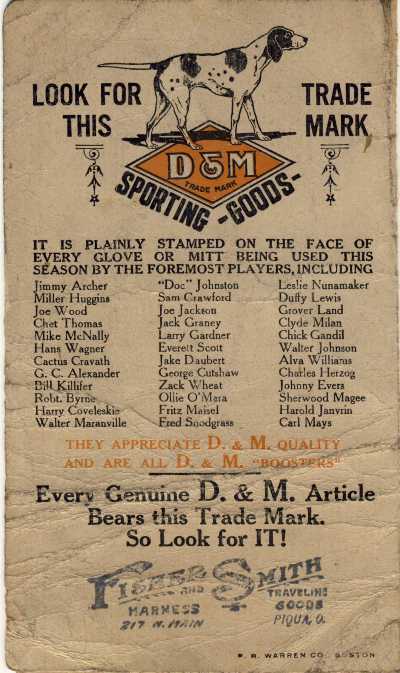 LOOK FOR THIS TRADE MARK
D & M
TRADE MARK
SPORTING -GOODS-
IT IS PLAINLY STAMPED ON THE FACE OF
EVERY GLOVE OR MITT BEING USED THIS
SEASON BY THE FOREMOST PLAYERS, INCLUDING
Jimmy Archer
Miller Huggins
Joe Wood
Chet Thomas
Mike McNally
Hans Wagner
Cactus Cravath
G. C. Alexander
Bill Killifer
Robt. Byrne
Harry Coveleskie
Walter Maranville
"Doc" Johnston
Sam Crawford
Joe Jackson
Jack Graney
Larry Gardner
Everett Scott
Jake Daubert
George Cutshaw
Zack Wheat
Ollie O'Mara
Fritz Maisel
Fred Snodgrass
Leslie Nunamaker
Duffy Lewis
Grover Land
Clyde Milan
Chick Gandil
Walter Johnson
Alva Williams
Charles Herzog
Johnny Evers
Sherwood Magee
Harold Janvrin
Carl Mays
THEY APPRECIATE D. & M. QUALITY
AND ARE ALL D. & M. "BOOSTERS"
Every Genuine D. & M. Article
Bears this Trade Mark.
So Look for IT!
FISHER SMITH
HARNESS AND TRAVELING GOODS
217 N. MAIN PIQUA, O.
WARREN CO., BOSTON